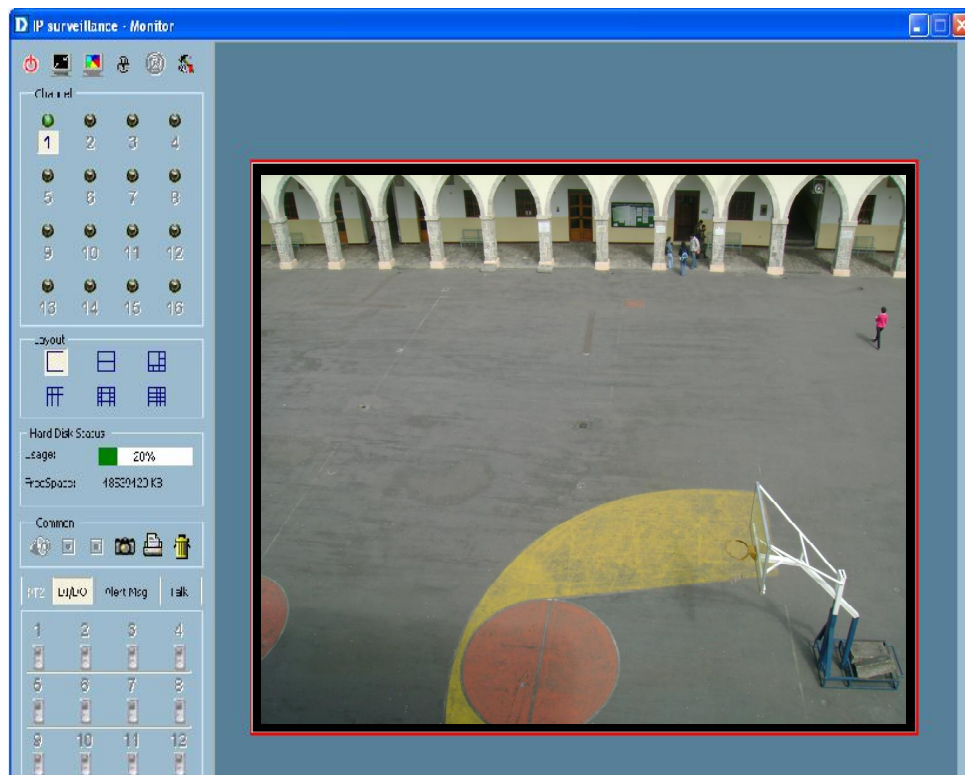 D IP surveillance - Monitor
Channel
1 2 3 4
5 6 7 8
9 10 11 12
13 14 15 16
Layout
Hard Disk Status
Usage: 20%
FreeSpace: 48539420 KB
Common
PTZ DI/DO Alert Msg Talk
1 2 3 4
5 6 7 8
9 10 11 12